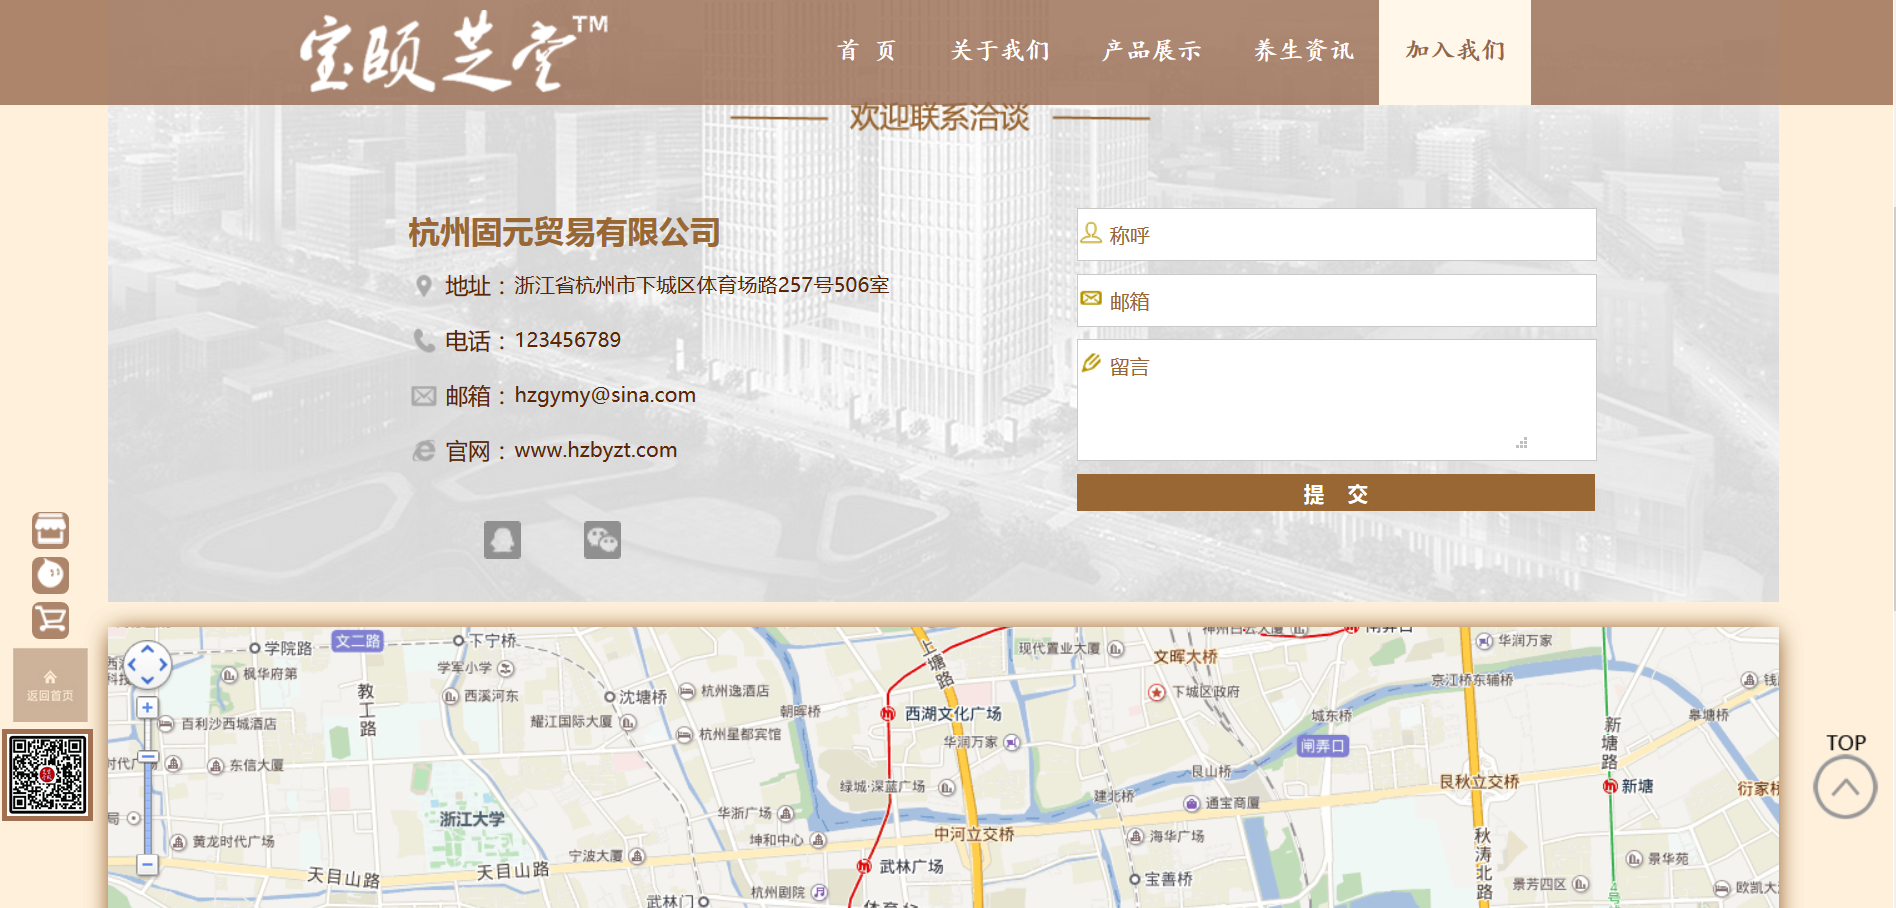 宝颐芝堂™
首 页
关于我们
产品展示
养生资讯
加入我们
欢迎联系洽谈
杭州固元贸易有限公司
地址：浙江省杭州市下城区体育场路257号506室
电话：123456789
邮箱：hzgymy@sina.com
官网：www.hzbyzt.com
称呼
邮箱
留言
提 交
返回首页
TOP
学院路
文二路
下宁桥
现代置业大厦
华润万家
枫华府第
学军小学
上塘路
文晖大桥
西溪河东
沈塘桥
杭州逸酒店
下城区政府
京江桥东辅桥
教工路
百利沙西城酒店
耀江国际大厦
朝晖桥
西湖文化广场
城东桥
皋塘桥
杭州星都宾馆
华润万家
闸弄口
新塘路
东信大厦
绿城·深蓝广场
艮山桥
艮秋立交桥
新塘
建北桥
通宝商厦
浙江大学
华浙广场
黄龙时代广场
坤和中心
中河立交桥
海华广场
宁波大厦
武林广场
秋涛北路
景华苑
天目山路
天目山路
宝善桥
杭州剧院
景芳四区
武林门
4号